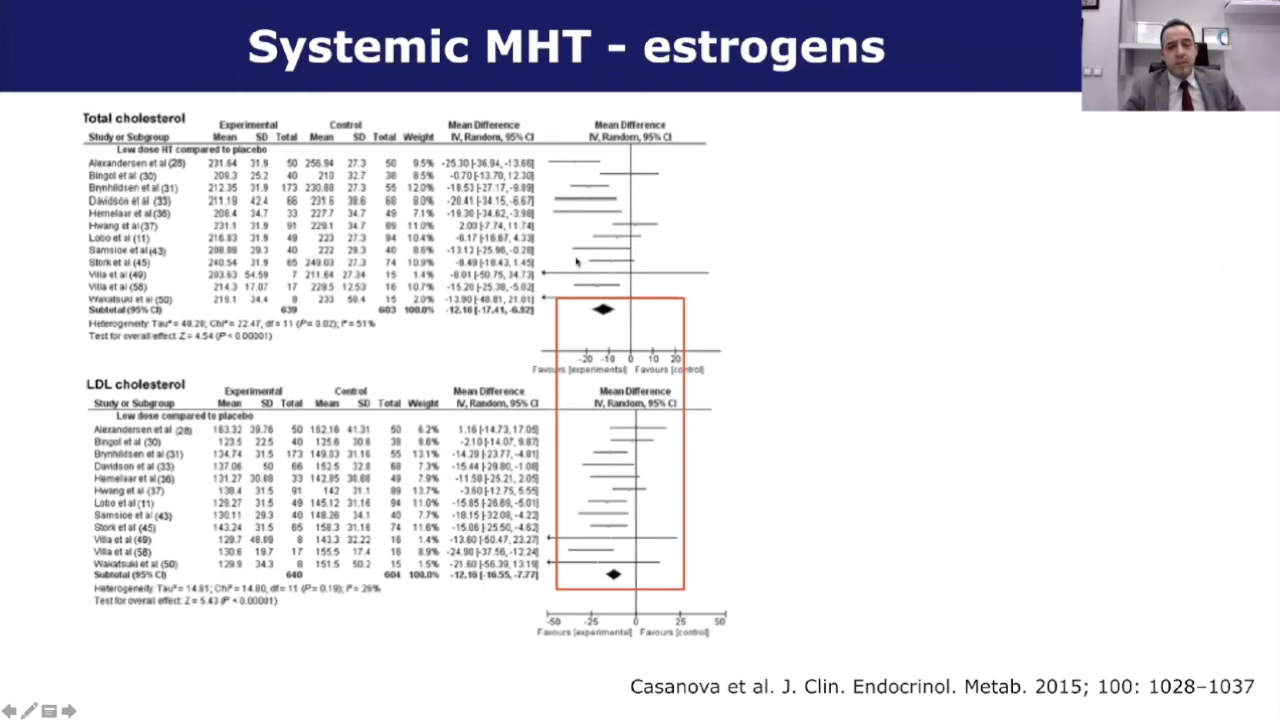 Systemic MHT - estrogens
Total cholesterol
Experimental Control Mean Difference Mean Difference
Study or Subgroup Mean SD Total Mean SD Total Weight IV, Random, 95% CI IV, Random, 95% CI
Low dose HT compared to placebo
Alexandersen et al (28) 231.64 31.9 50 256.94 27.3 50 9.5% -25.30 [-36.94, -13.66]
Bingol et al (30) 209.3 25.2 40 210 32.7 38 8.5% -0.70 [-13.70, 12.30]
Brynhildsen et al (31) 212.35 31.9 173 230.88 27.3 55 12.0% -18.53 [-27.17, -9.89]
Davidson et al (33) 211.19 42.4 66 231.6 38.6 68 8.0% -20.41 [-34.15, -6.67]
Hemelaar et al (36) 208.4 34.7 33 227.7 34.7 49 7.1% -19.30 [-34.62, -3.98]
Hwang et al (37) 231.1 31.9 91 229.1 34.7 89 11.0% 2.00 [-7.74, 11.74]
Lobo et al (11) 216.83 31.9 49 223 27.3 94 10.4% -6.17 [-16.67, 4.33]
Samsioe et al (43) 208.88 29.3 40 222 29.3 40 8.6% -13.12 [-25.96, -0.28]
Stork et al (45) 240.54 31.9 65 249.03 27.3 74 10.9% -8.49 [-18.43, 1.45]
Villa et al (49) 203.63 54.59 7 211.64 27.34 15 1.4% -8.01 [-50.75, 34.73]
Villa et al (58) 214.3 17.07 17 229.5 12.53 16 -15.20 [-25.38, -5.02]
Wakatsuki et al (50) 219.1 34.4 8 233 50.4 15 2.0% -13.90 [-48.81, 21.01]
Subtotal (95% CI) 639 603 100.0% -12.16 [-17.41, -6.92]
Heterogeneity: Tau² = 40.28; Chi² = 22.47, df = 11 (P = 0.02); I² = 51%
Test for overall effect: Z = 4.54 (P < 0.00001)
-20 -10 0 10 20
Favours [experimental] Favours [control]
LDL cholesterol
Experimental Control Mean Difference Mean Difference
Study or Subgroup Mean SD Total Mean SD Total Weight IV, Random, 95% CI IV, Random, 95% CI
Low dose compared to placebo
Alexandersen et al (28) 163.32 39.76 50 162.16 41.31 50 6.2% 1.16 [-14.73, 17.05]
Bingol et al (30) 123.5 22.5 40 125.6 30.6 38 9.6% -2.10 [-14.07, 9.87]
Brynhildsen et al (31) 134.74 31.5 173 149.03 31.16 55 13.1% -14.29 [-23.77, -4.81]
Davidson et al (33) 137.06 50 66 152.5 32.8 68 7.3% -15.44 [-29.80, -1.08]
Hemelaar et al (36) 131.27 30.88 33 142.85 30.88 49 7.9% -11.58 [-25.21, 2.05]
Hwang et al (37) 138.4 31.5 91 142 31.1 89 13.7% -3.60 [-12.75, 5.55]
Lobo et al (11) 129.27 31.5 49 145.12 31.16 94 11.0% -15.85 [-26.69, -5.01]
Samsioe et al (43) 130.11 29.3 40 148.26 34.1 40 7.7% -18.15 [-32.08, -4.22]
Stork et al (45) 143.24 31.5 65 158.3 31.16 74 11.6% -15.06 [-25.50, -4.62]
Villa et al (49) 129.7 48.09 8 143.3 32.22 16 1.5% -13.60 [-50.47, 23.27]
Villa et al (58) 130.6 19.7 17 155.5 17.4 16 8.9% -24.90 [-37.56, -12.24]
Wakatsuki et al (50) 129.9 34.3 8 151.5 50.2 15 1.5% -21.60 [-56.39, 13.19]
Subtotal (95% CI) 640 604 100.0% -12.16 [-16.55, -7.77]
Heterogeneity: Tau² = 14.81; Chi² = 14.80, df = 11 (P = 0.19); I² = 26%
Test for overall effect: Z = 5.43 (P < 0.00001)
-50 -25 0 25 50
Favours [experimental] Favours [control]
Casanova et al. J. Clin. Endocrinol. Metab. 2015; 100: 1028–1037